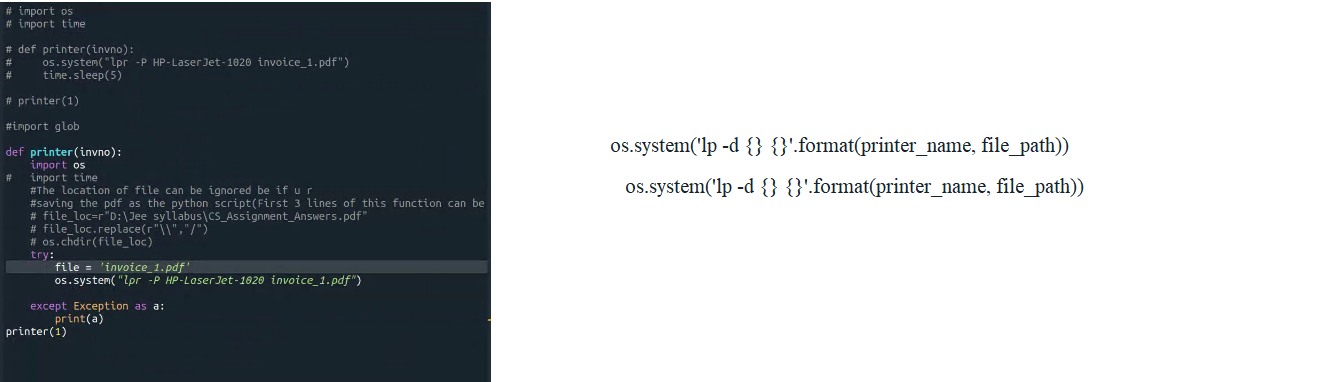 # import os
# import time
# def printer(invno):
#     os.system("lpr -P HP-LaserJet-1020 invoice_1.pdf")
#     time.sleep(5)
# printer(1)
#import glob
def printer(invno):
    import os
#   import time
    #The location of file can be ignored be if u r
    #saving the pdf as the python script(First 3 lines of this function can be
    # file_loc=r"D:\Jee syllabus\CS_Assignment_Answers.pdf"
    # file_loc.replace(r"\\","/")
    # os.chdir(file_loc)
    try:
        file = 'invoice_1.pdf'
        os.system("lpr -P HP-LaserJet-1020 invoice_1.pdf")
    except Exception as a:
        print(a)
printer(1)
os.system('lp -d {} {}'.format(printer_name, file_path))
os.system('lp -d {} {}'.format(printer_name, file_path))